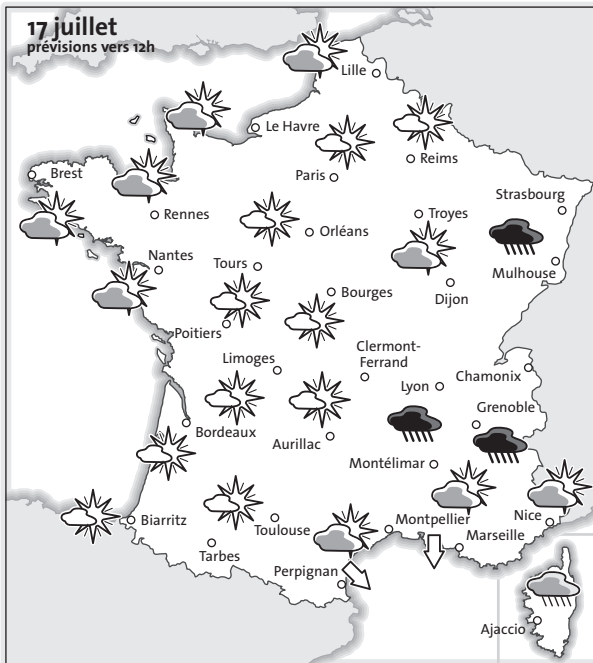 17 juillet
prévisions vers 12h
Lille
Le Havre
Reims
Paris
Brest
Strasbourg
Rennes
Troyes
Orléans
Nantes
Tours
Mulhouse
Bourges
Dijon
Poitiers
Clermont-
Ferrand
Limoges
Chamonix
Lyon
Grenoble
Bordeaux
Aurillac
Montélimar
Biarritz
Toulouse
Montpellier
Nice
Marseille
Tarbes
Perpignan
Ajaccio